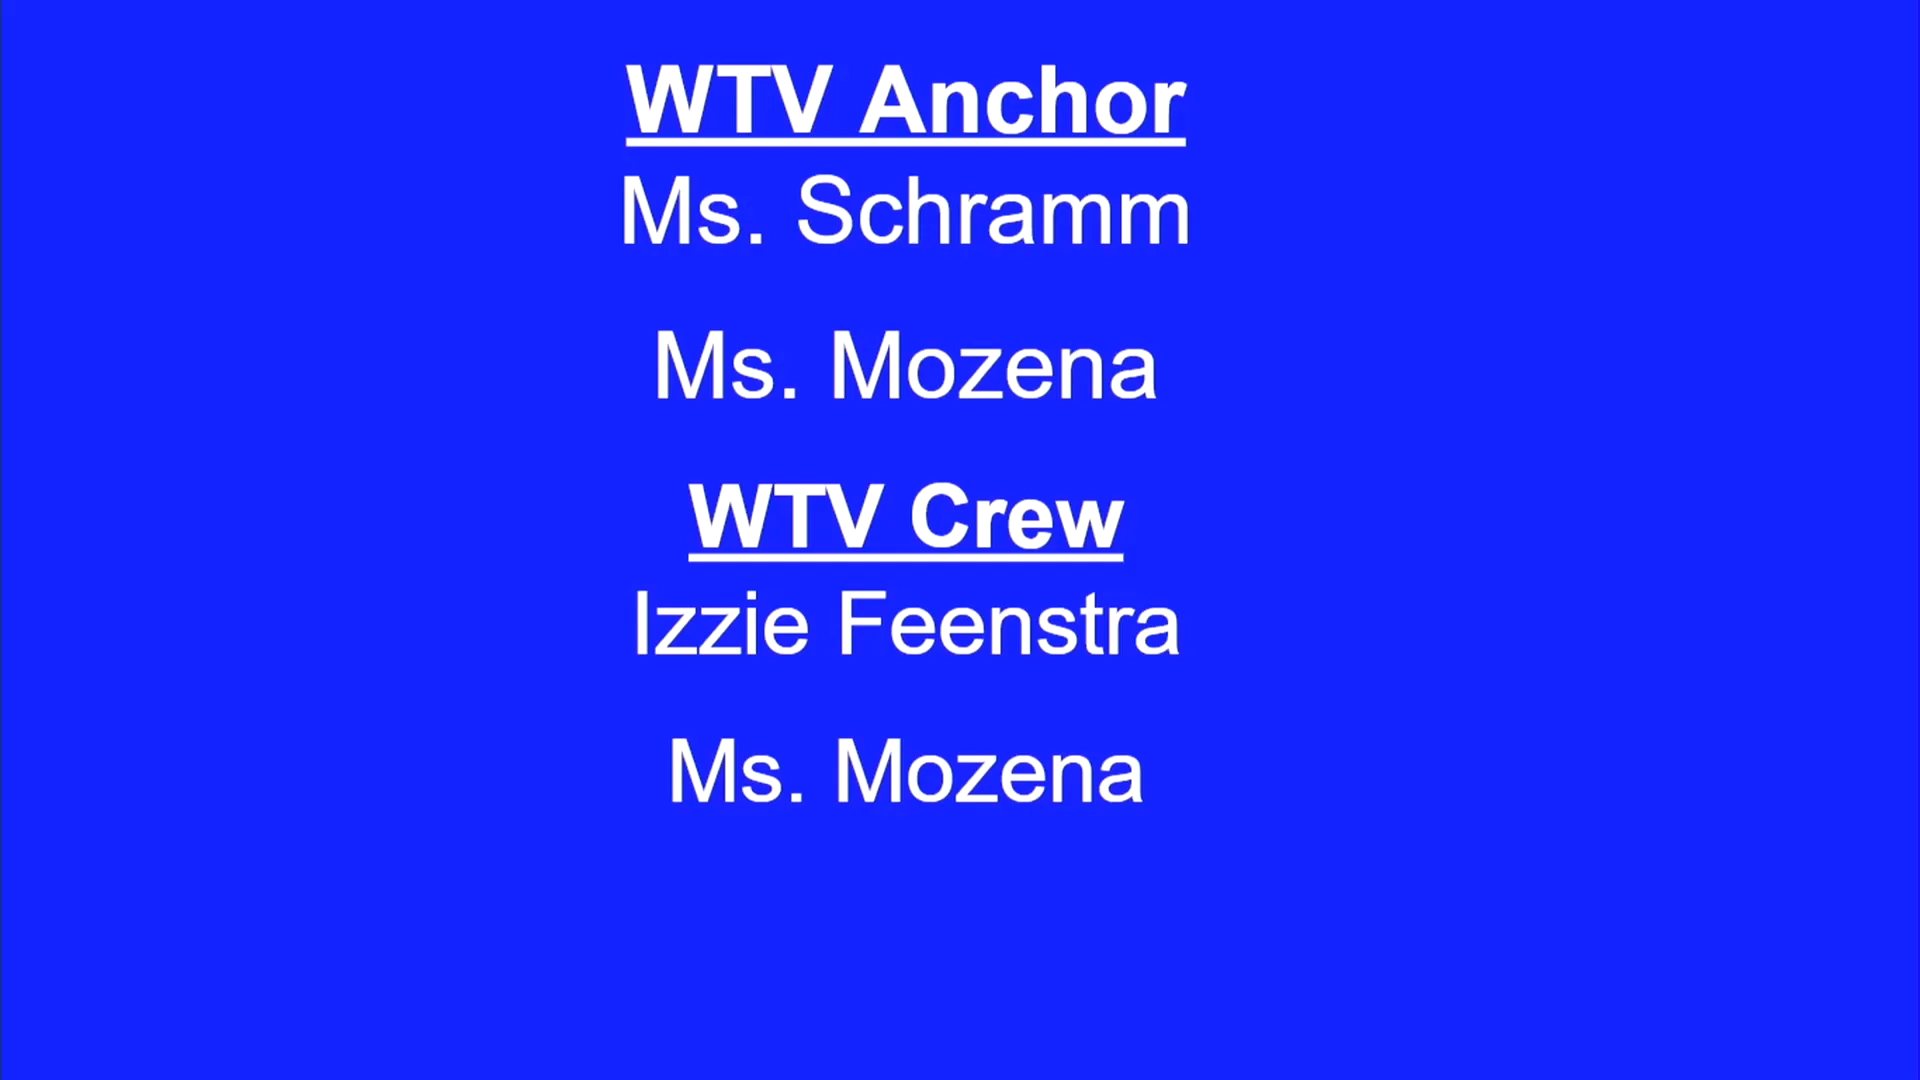 WTV Anchor
Ms. Schramm
Ms. Mozena
WTV Crew
Izzie Feenstra
Ms. Mozena